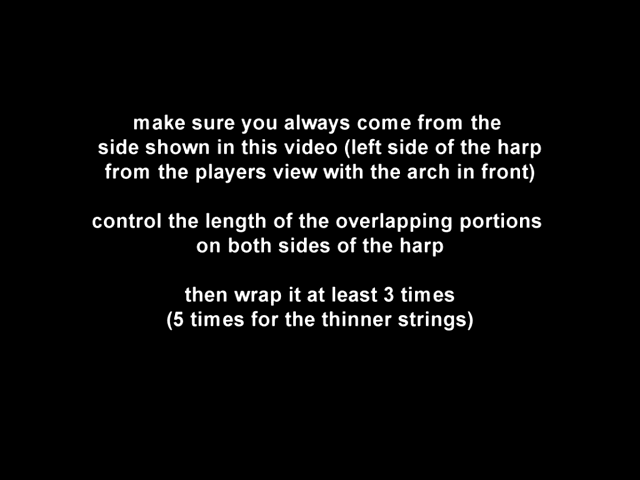 make sure you always come from the
side shown in this video (left side of the harp
from the players view with the arch in front)
control the length of the overlapping portions
on both sides of the harp
then wrap it at least 3 times
(5 times for the thinner strings)